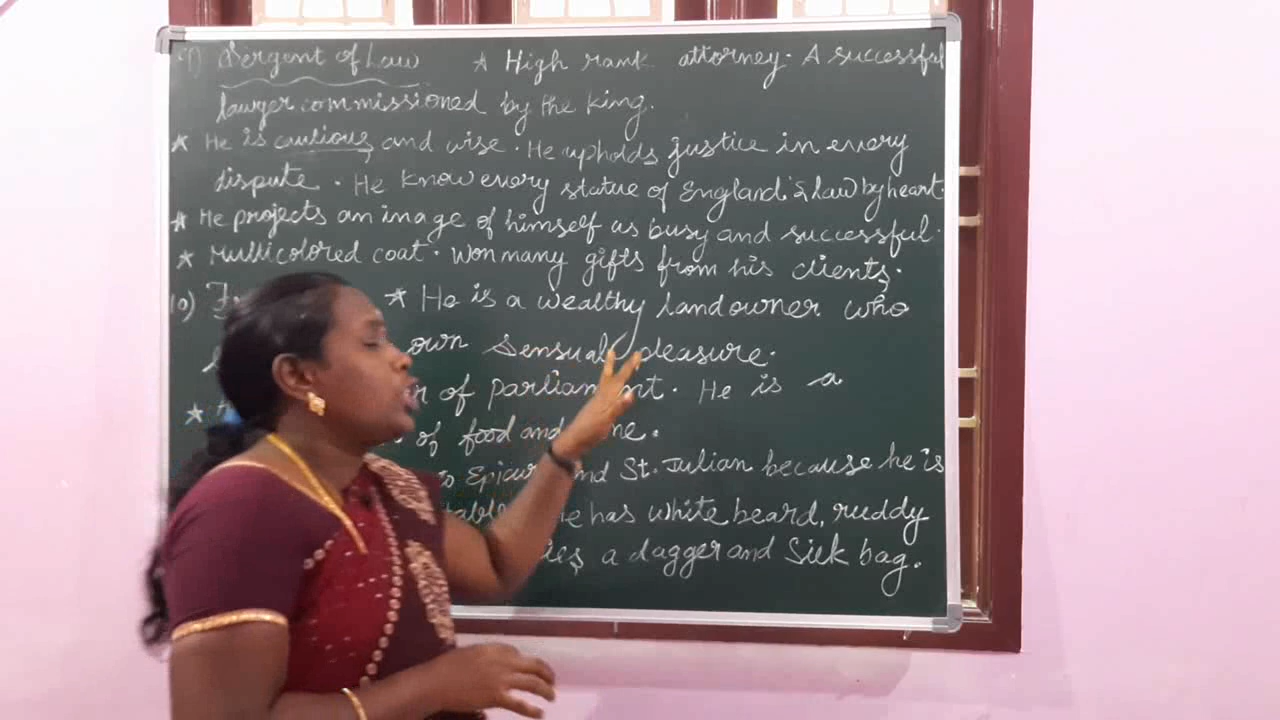 9) Sergent of Law * High rank attorney. A successful
lawyer commissioned by the king.
* He is cautious and wise. He upholds justice in every
dispute. He know every statue of England's law by heart.
* He projects an image of himself as busy and successful.
* Multicolored coat. Won many gifts from his clients.
10) * He is a wealthy landowner who
own Sensual pleasure.
* of parliament. He is a
of food and
to and St. Julian because he is
has white beard, ruddy
a dagger and Siek bag.